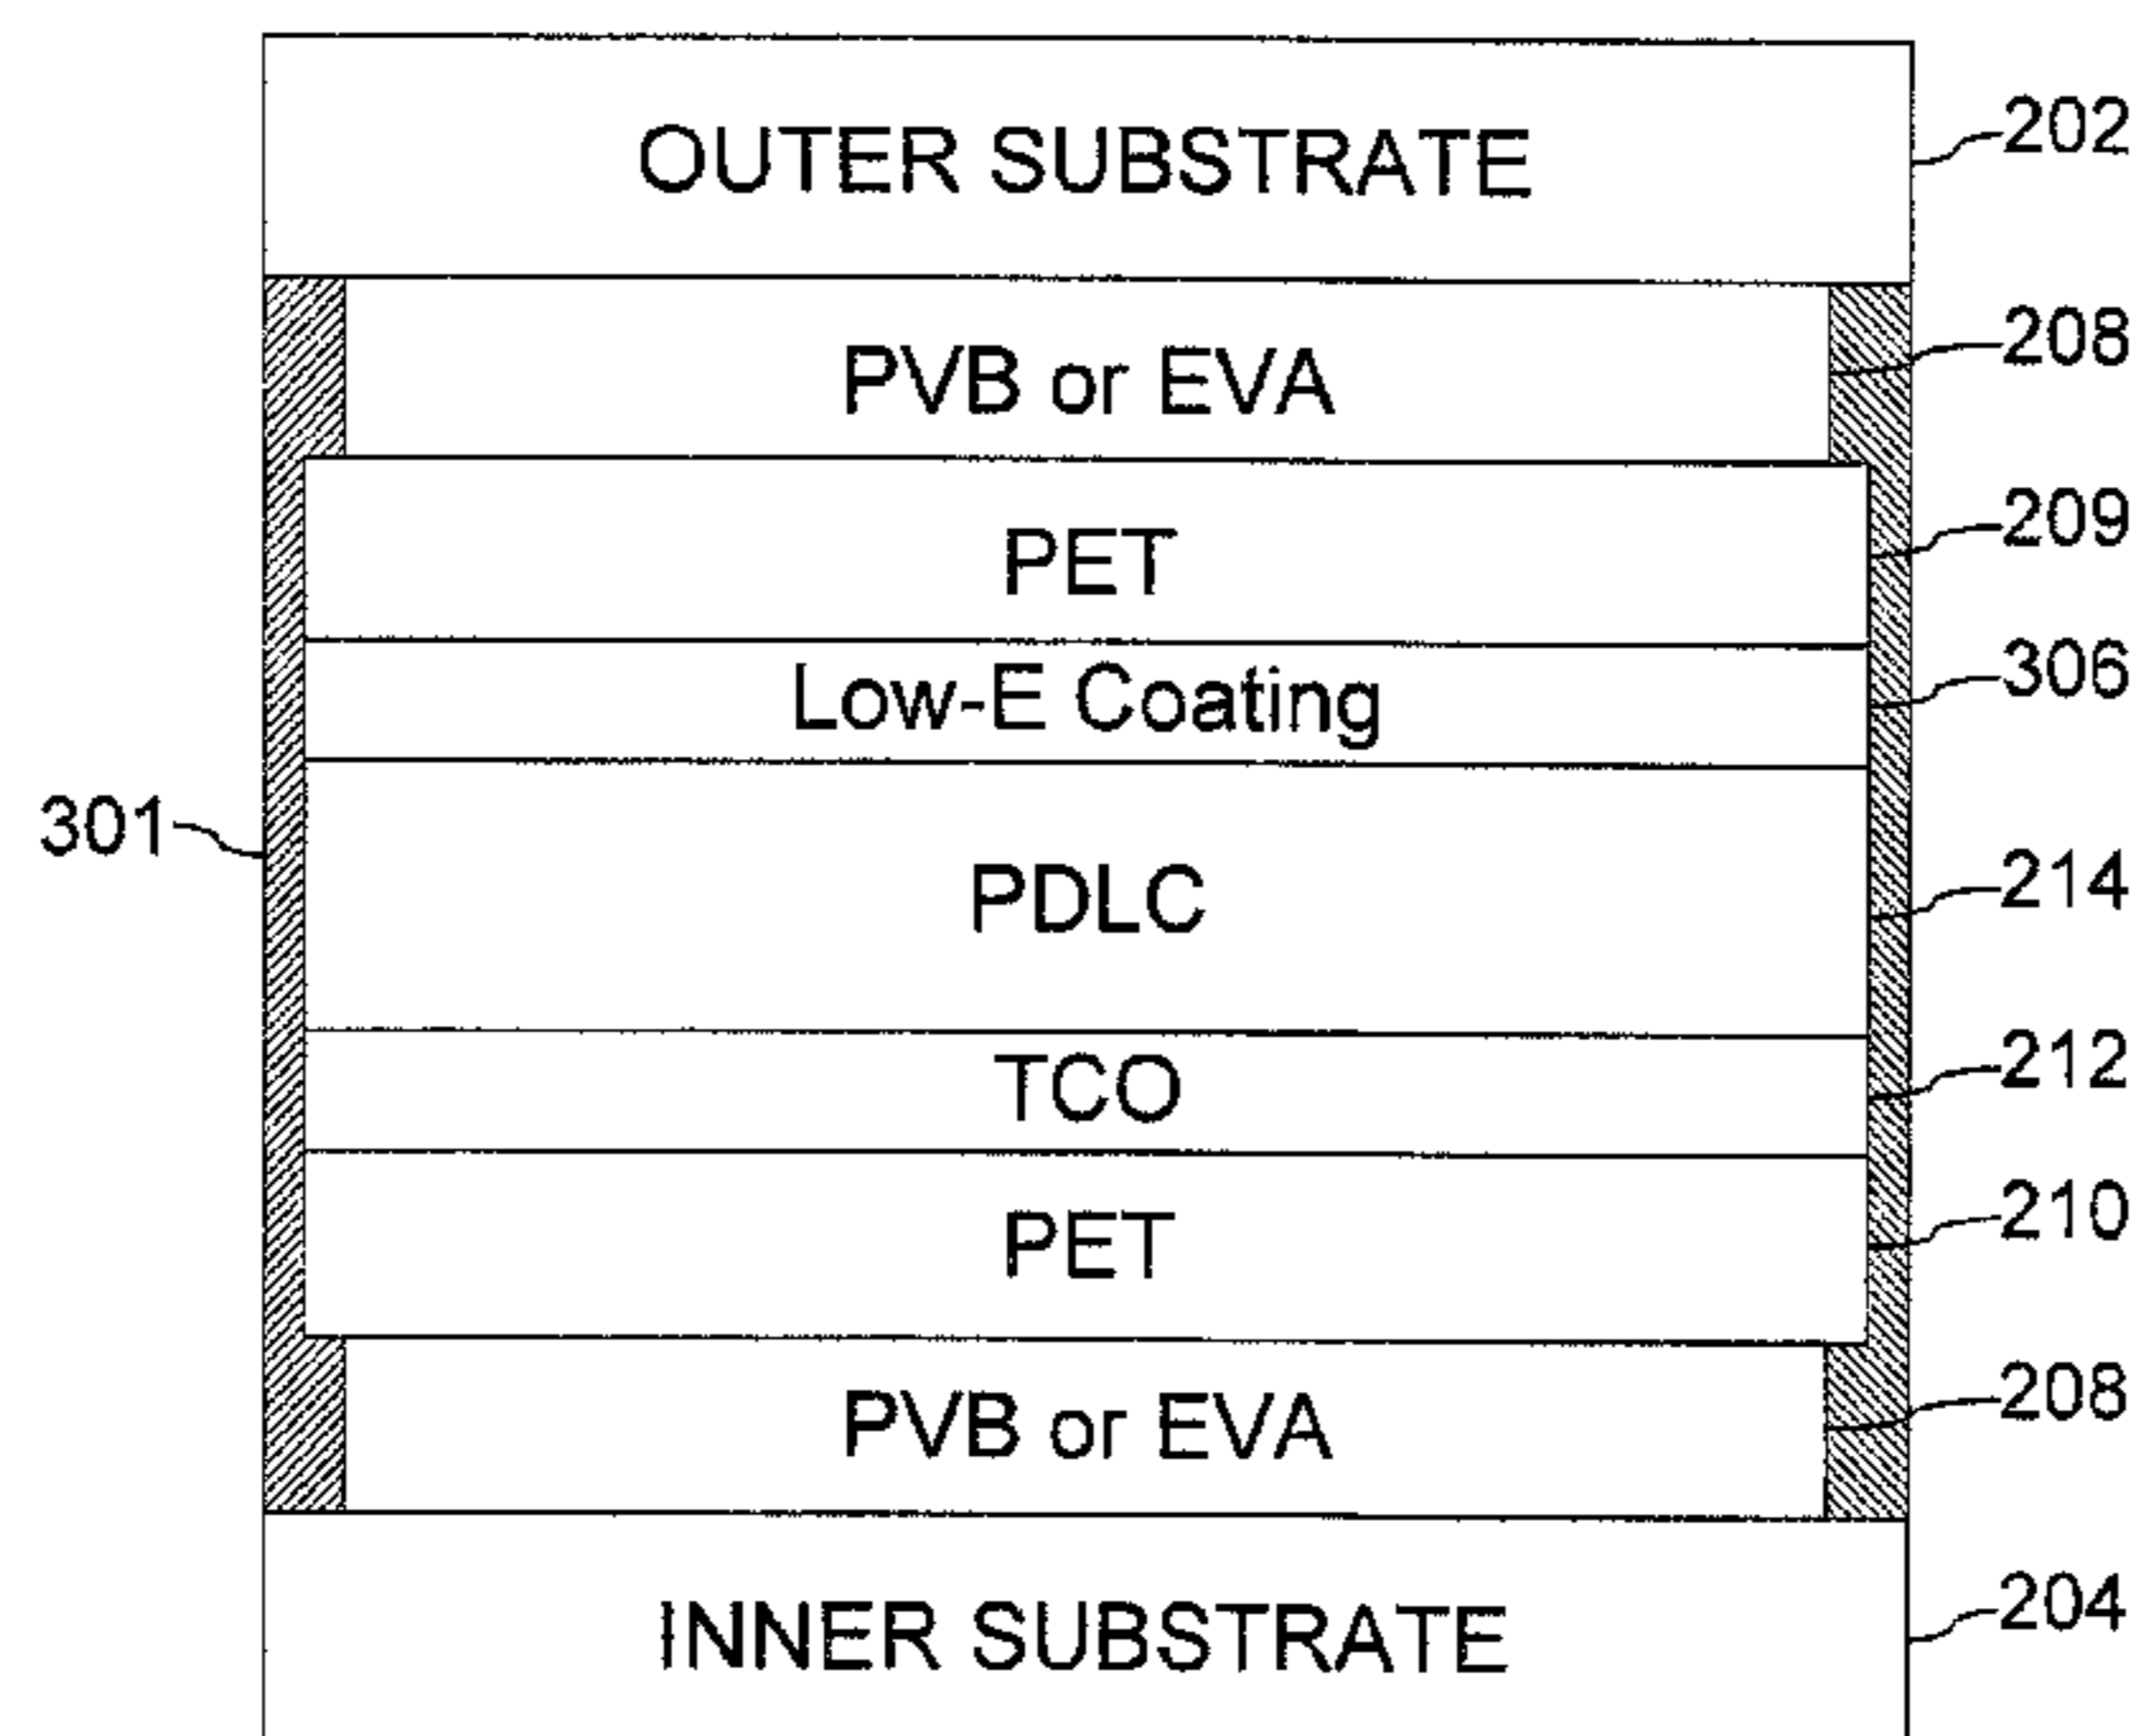 OUTER SUBSTRATE 202
PVB or EVA 208
PET 209
Low-E Coating 306
301 PDLC 214
TCO 212
PET 210
PVB or EVA 208
INNER SUBSTRATE 204